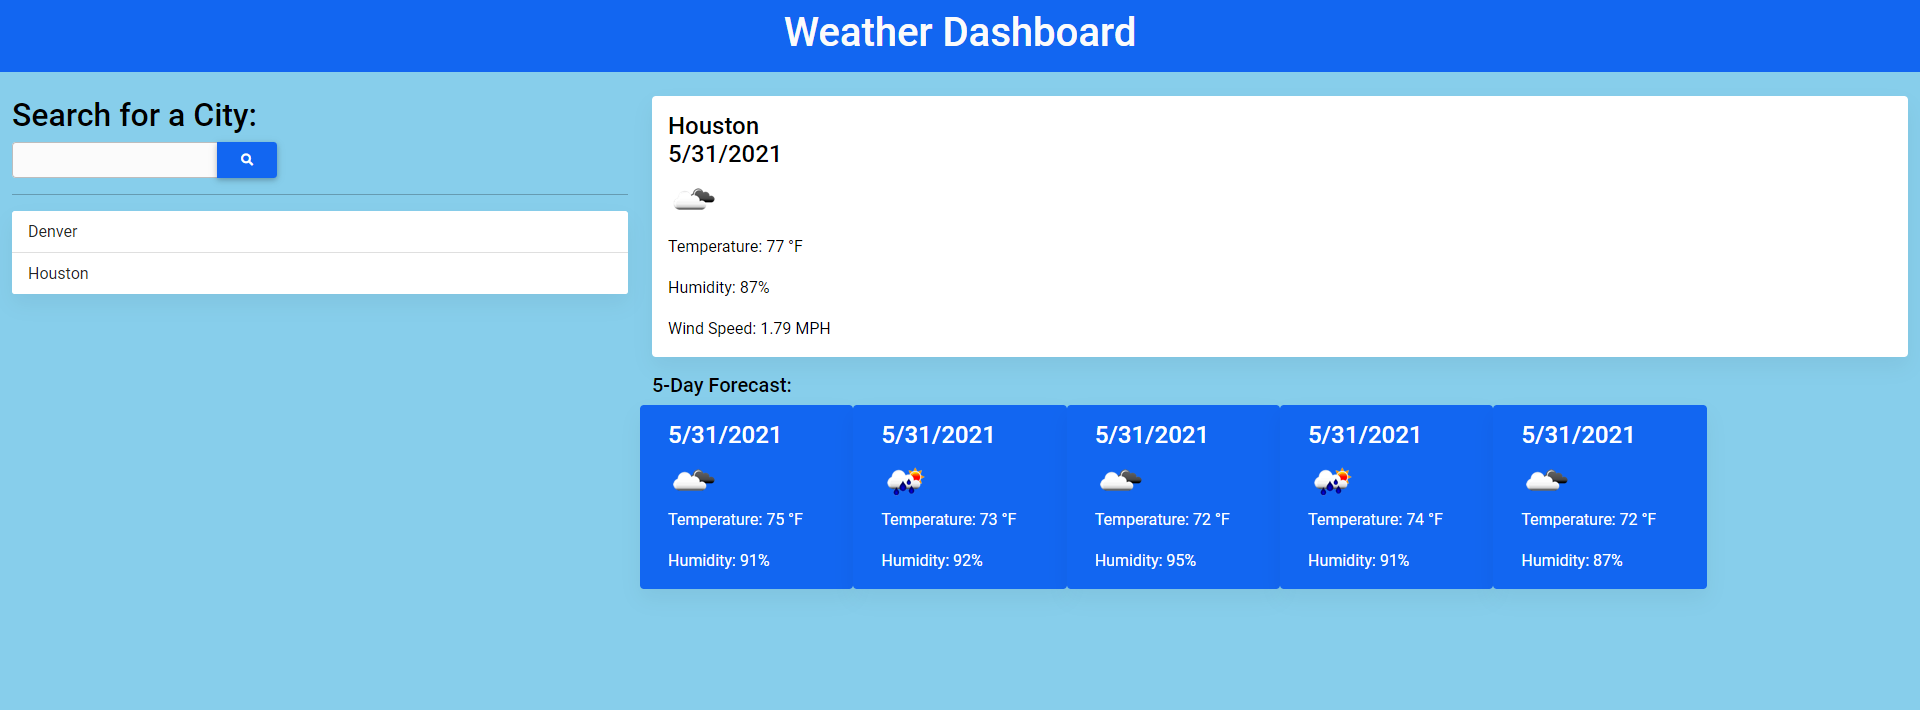 Weather Dashboard
Search for a City:
Denver
Houston
Houston
5/31/2021
Temperature: 77 °F
Humidity: 87%
Wind Speed: 1.79 MPH
5-Day Forecast:
5/31/2021
Temperature: 75 °F
Humidity: 91%
5/31/2021
Temperature: 73 °F
Humidity: 92%
5/31/2021
Temperature: 72 °F
Humidity: 95%
5/31/2021
Temperature: 74 °F
Humidity: 91%
5/31/2021
Temperature: 72 °F
Humidity: 87%